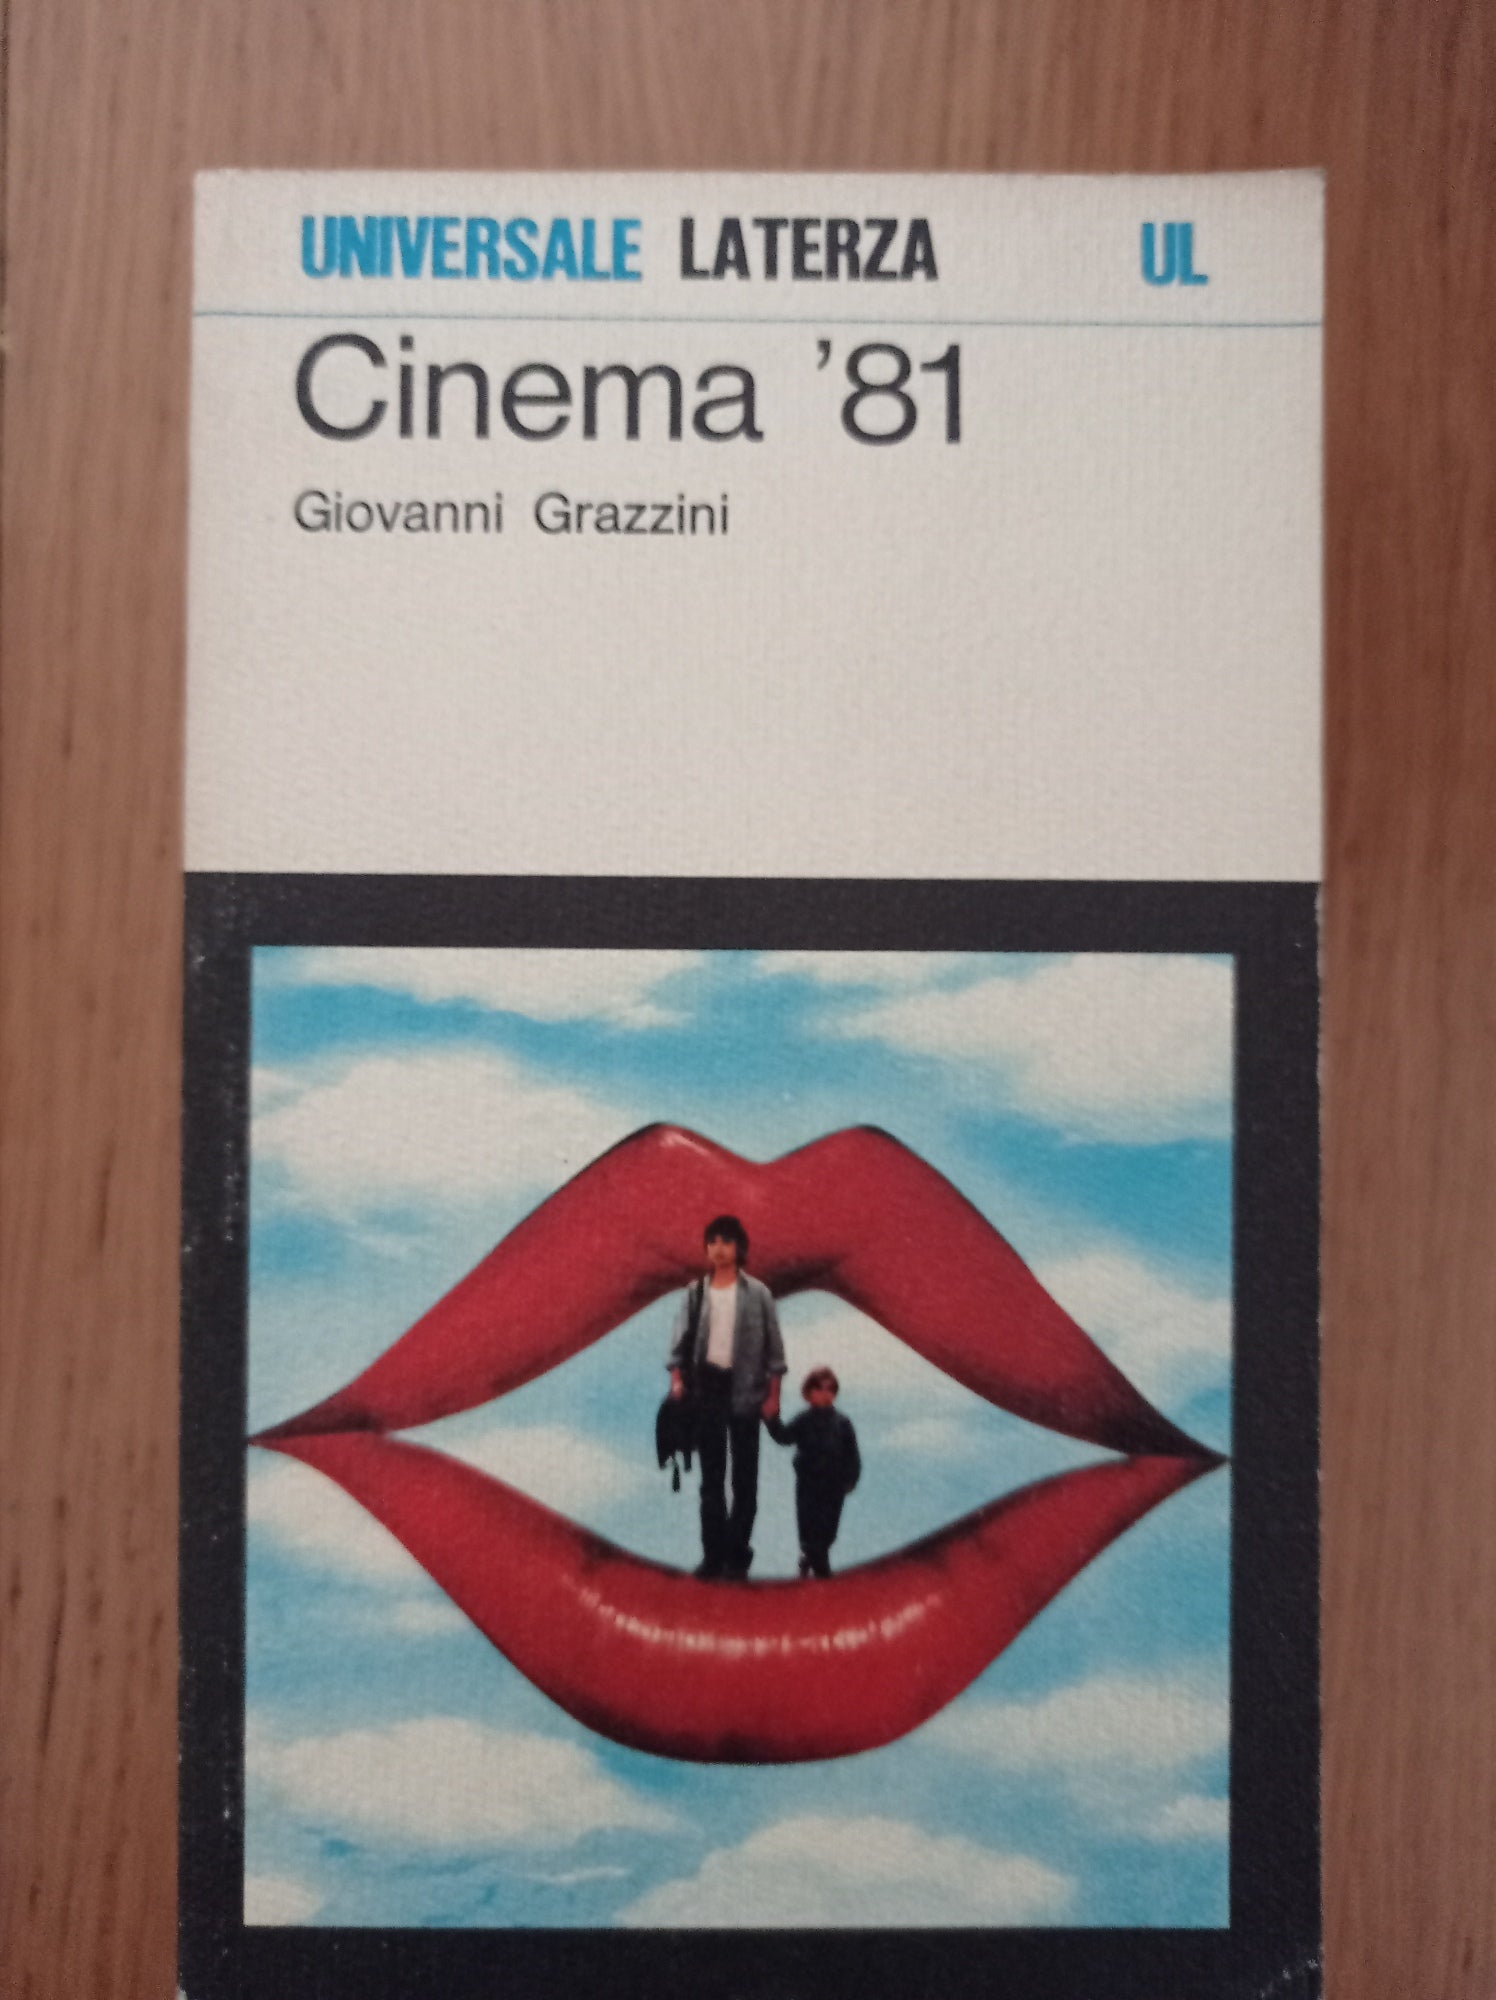 UNIVERSALE LATERZA UL
Cinema '81
Giovanni Grazzini